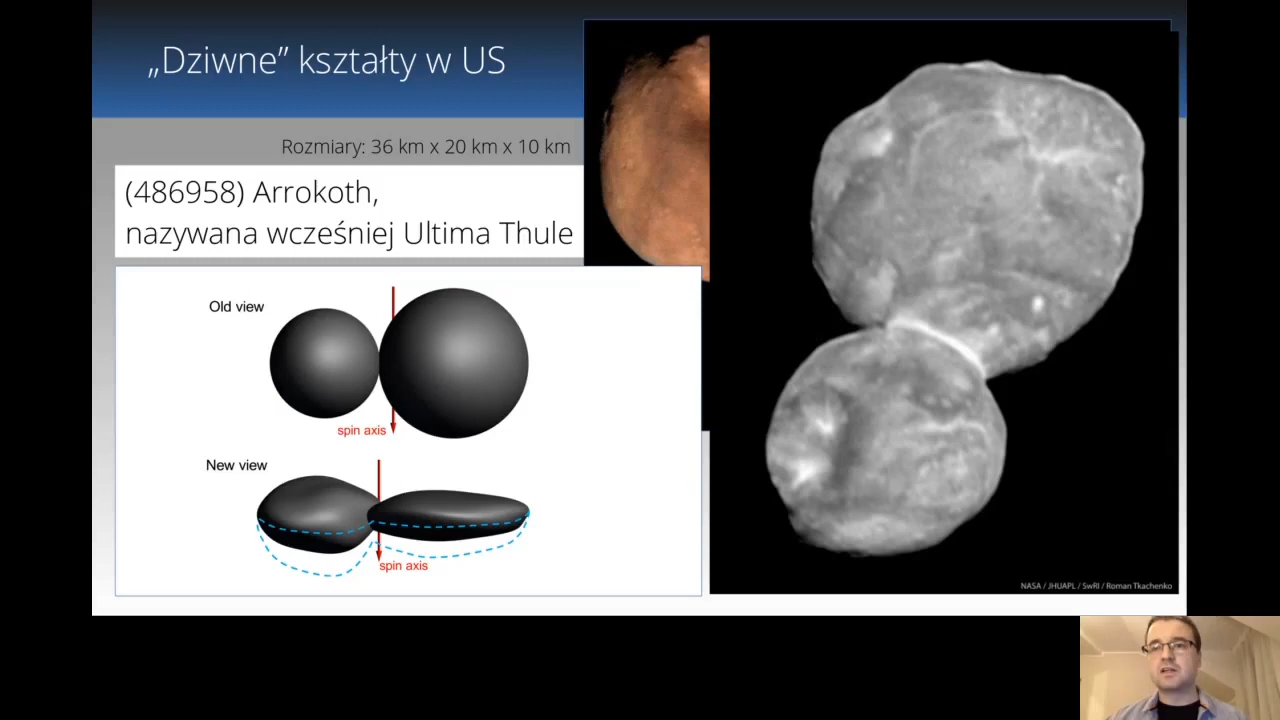 „Dziwne” kształty w US
Rozmiary: 36 km x 20 km x 10 km
(486958) Arrokoth,
nazywana wcześniej Ultima Thule
Old view
spin axis
New view
spin axis
NASA / JHUAPL / SwRI / Roman Tkachenko